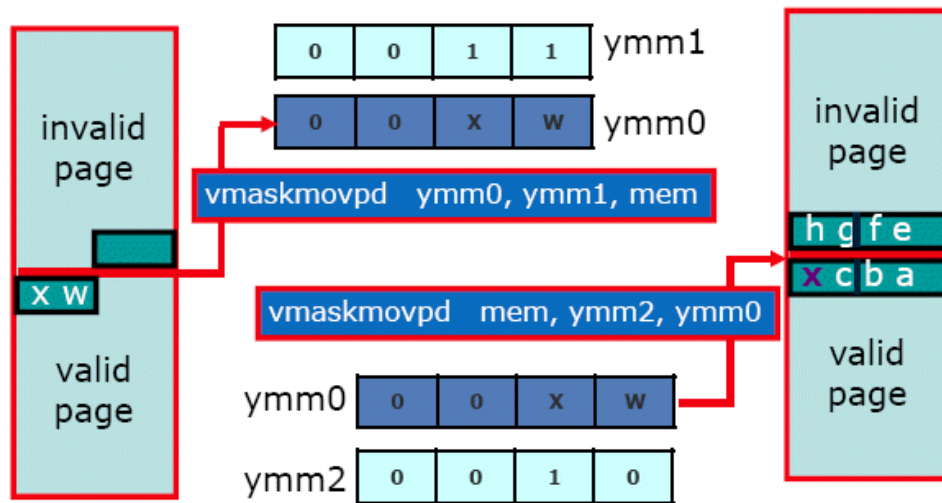 0 0 1 1 ymm1
invalid
page
0 0 X W ymm0
invalid
page
vmaskmovpd ymm0, ymm1, mem
h g f e
x w
x c b a
vmaskmovpd mem, ymm2, ymm0
valid
page
valid
page
ymm0 0 0 X W
ymm2 0 0 1 0